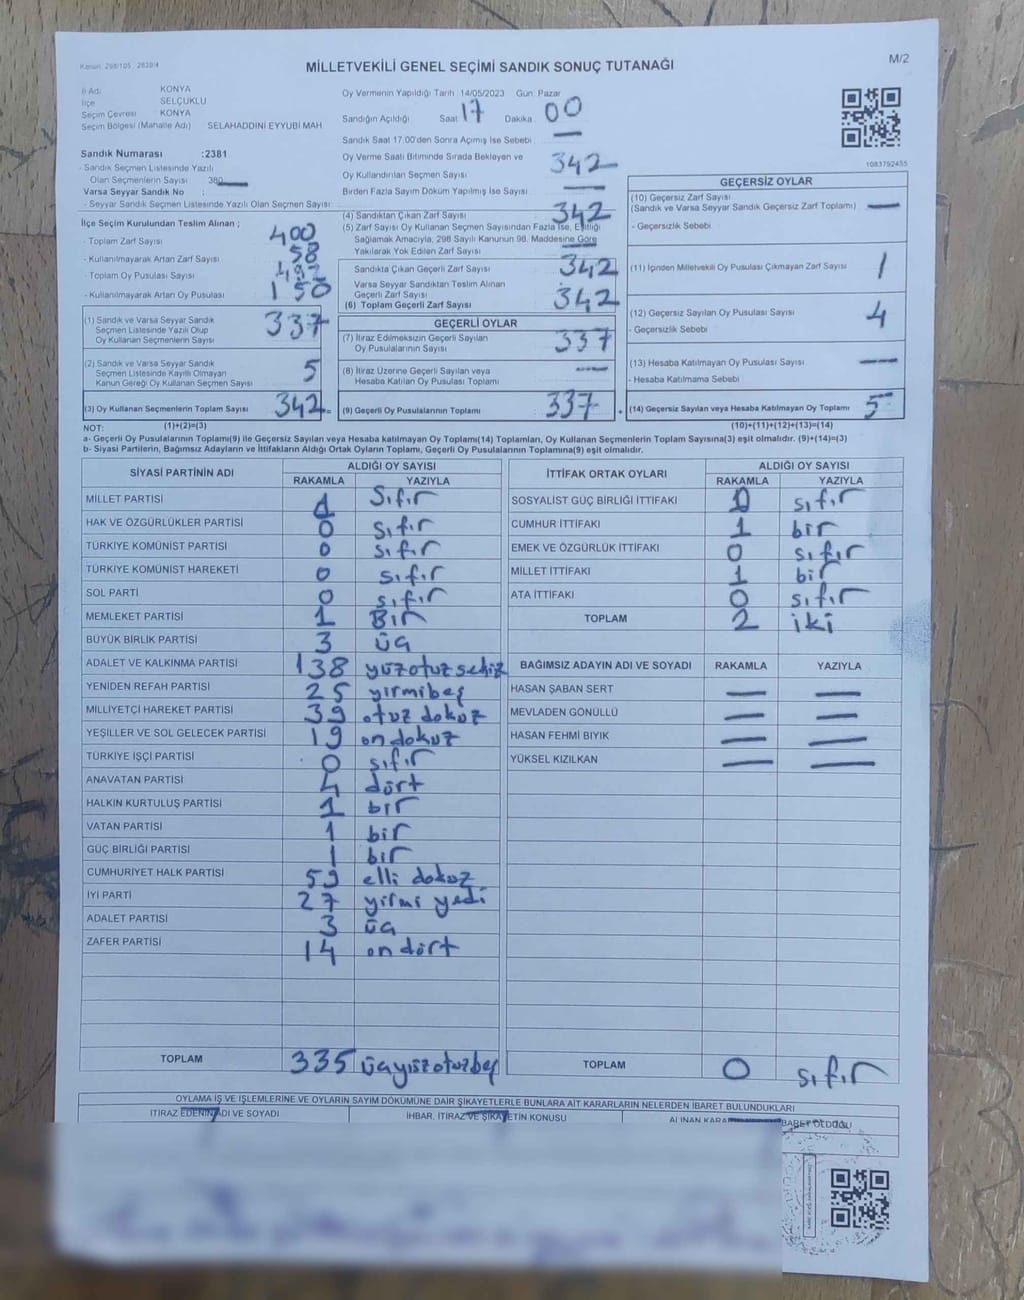 Kanun: 298/105, 2839/4
M/2
MİLLETVEKİLİ GENEL SEÇİMİ SANDIK SONUÇ TUTANAĞI
İl Adı KONYA
İlçe SELÇUKLU
Seçim Çevresi KONYA
Seçim Bölgesi (Mahalle Adı) SELAHADDİNİ EYYUBİ MAH
Sandık Numarası :2381
- Sandık Seçmen Listesinde Yazılı
Olan Seçmenlerin Sayısı 380
Varsa Seyyar Sandık No :
- Seyyar Sandık Seçmen Listesinde Yazılı Olan Seçmen Sayısı:
İlçe Seçim Kurulundan Teslim Alınan ;
- Toplam Zarf Sayısı 400
- Kullanılmayarak Artan Zarf Sayısı 58
- Toplam Oy Pusulası Sayısı 492
- Kullanılmayarak Artan Oy Pusulası 150
(1) Sandık ve Varsa Seyyar Sandık
Seçmen Listesinde Yazılı Olup
Oy Kullanan Seçmenlerin Sayısı 337
(2) Sandık ve Varsa Seyyar Sandık
Seçmen Listesinde Kayıtlı Olmayan
Kanun Gereği Oy Kullanan Seçmen Sayısı 5
(3) Oy Kullanan Seçmenlerin Toplam Sayısı 342
Oy Vermenin Yapıldığı Tarih :14/05/2023 Gün: Pazar
Sandığın Açıldığı Saat: 17 Dakika: 00
Sandık Saat 17.00'den Sonra Açılmış İse Sebebi —
Oy Verme Saati Bitiminde Sırada Bekleyen ve
Oy Kullandırılan Seçmen Sayısı 342
Birden Fazla Sayım Döküm Yapılmış İse Sayısı —
(4) Sandıktan Çıkan Zarf Sayısı 342
(5) Zarf Sayısı Oy Kullanan Seçmen Sayısından Fazla İse, Eşitliği
Sağlamak Amacıyla, 298 Sayılı Kanunun 98. Maddesine Göre
Yakılarak Yok Edilen Zarf Sayısı —
Sandıkta Çıkan Geçerli Zarf Sayısı 342
Varsa Seyyar Sandıktan Teslim Alınan
Geçerli Zarf Sayısı
(6) Toplam Geçerli Zarf Sayısı 342
GEÇERLİ OYLAR
(7) İtiraz Edilmeksizin Geçerli Sayılan
Oy Pusulalarının Sayısı 337
(8) İtiraz Üzerine Geçerli Sayılan veya
Hesaba Katılan Oy Pusulası Toplamı —
(9) Geçerli Oy Pusulalarının Toplamı 337
1083792455
GEÇERSİZ OYLAR
(10) Geçersiz Zarf Sayısı
(Sandık ve Varsa Seyyar Sandık Geçersiz Zarf Toplamı) —
- Geçersizlik Sebebi
(11) İçinden Milletvekili Oy Pusulası Çıkmayan Zarf Sayısı 1
(12) Geçersiz Sayılan Oy Pusulası Sayısı 4
- Geçersizlik Sebebi
(13) Hesaba Katılmayan Oy Pusulası Sayısı —
- Hesaba Katılmama Sebebi
(14) Geçersiz Sayılan veya Hesaba Katılmayan Oy Toplamı 5
NOT: (1)+(2)=(3) (10)+(11)+(12)+(13)=(14)
a- Geçerli Oy Pusulalarının Toplamı(9) ile Geçersiz Sayılan veya Hesaba katılmayan Oy Toplamı(14) Toplamları, Oy Kullanan Seçmenlerin Toplam Sayısına(3) eşit olmalıdır. (9)+(14)=(3)
b- Siyasi Partilerin, Bağımsız Adayların ve İttifakların Aldığı Ortak Oyların Toplamı, Geçerli Oy Pusulalarının Toplamına(9) eşit olmalıdır.
SİYASİ PARTİNİN ADI ALDIĞI OY SAYISI
RAKAMLA YAZIYLA
MİLLET PARTİSİ Sıfır
HAK VE ÖZGÜRLÜKLER PARTİSİ 0 sıfır
TÜRKİYE KOMÜNİST PARTİSİ 0 sıfır
TÜRKİYE KOMÜNİST HAREKETİ 0 sıfır
SOL PARTİ 0 sıfır
MEMLEKET PARTİSİ 1 Bir
BÜYÜK BİRLİK PARTİSİ 3 üç
ADALET VE KALKINMA PARTİSİ 138 yüzotuzsekiz
YENİDEN REFAH PARTİSİ 25 yirmibeş
MİLLİYETÇİ HAREKET PARTİSİ 39 otuz dokuz
YEŞİLLER VE SOL GELECEK PARTİSİ 19 on dokuz
TÜRKİYE İŞÇİ PARTİSİ 0 sıfır
ANAVATAN PARTİSİ 4 dört
HALKIN KURTULUŞ PARTİSİ 1 bir
VATAN PARTİSİ 1 bir
GÜÇ BİRLİĞİ PARTİSİ 1 bir
CUMHURİYET HALK PARTİSİ 59 elli dokuz
İYİ PARTİ 27 yirmi yedi
ADALET PARTİSİ 3 üç
ZAFER PARTİSİ 14 on dört
TOPLAM 335 üçyüzotuzbeş
İTTİFAK ORTAK OYLARI ALDIĞI OY SAYISI
RAKAMLA YAZIYLA
SOSYALİST GÜÇ BİRLİĞİ İTTİFAKI 0 sıfır
CUMHUR İTTİFAKI 1 bir
EMEK VE ÖZGÜRLÜK İTTİFAKI 0 sıfır
MİLLET İTTİFAKI 1 bir
ATA İTTİFAKI 0 sıfır
TOPLAM 2 iki
BAĞIMSIZ ADAYIN ADI VE SOYADI RAKAMLA YAZIYLA
HASAN ŞABAN SERT — —
MEVLADEN GÖNÜLLÜ — —
HASAN FEHMİ BIYIK — —
YÜKSEL KIZILKAN — —
TOPLAM 0 sıfır
OYLAMA İŞ VE İŞLEMLERİNE VE OYLARIN SAYIM DÖKÜMÜNE DAİR ŞİKAYETLERLE BUNLARA AİT KARARLARIN NELERDEN İBARET BULUNDUKLARI
İTİRAZ EDENİN ADI VE SOYADI İHBAR, İTİRAZ VE ŞİKAYETİN KONUSU